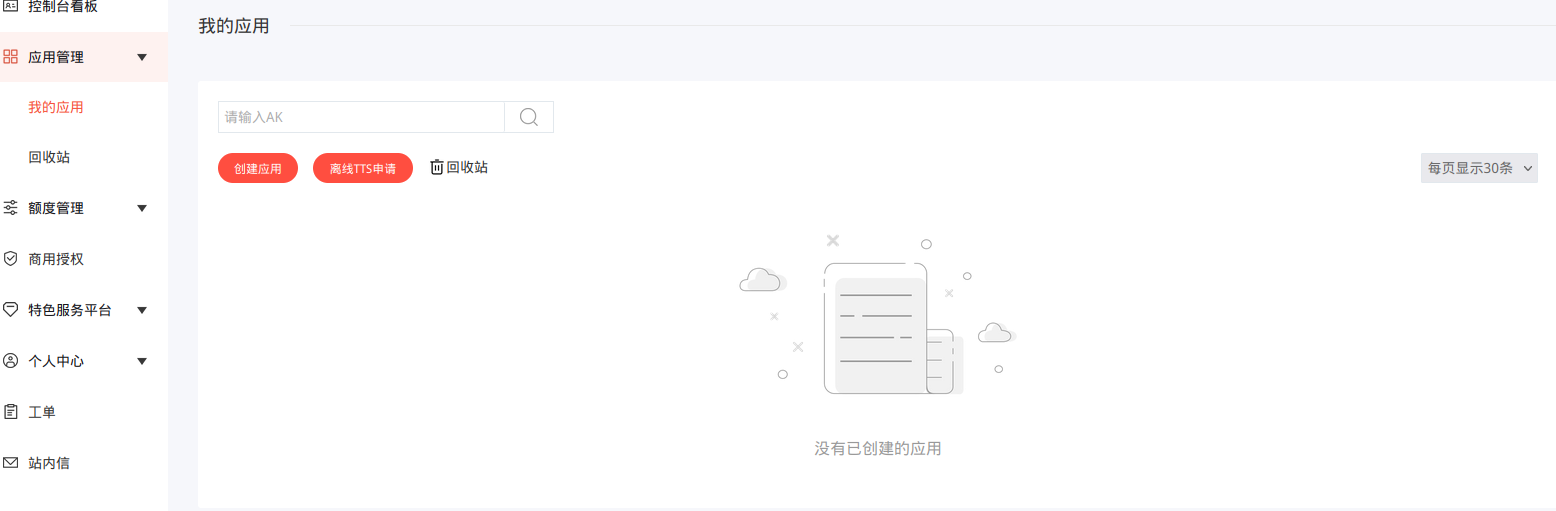 控制台看板
应用管理
我的应用
回收站
额度管理
商用授权
特色服务平台
个人中心
工单
站内信
我的应用
请输入AK
创建应用
离线TTS申请
回收站
每页显示30条
没有已创建的应用